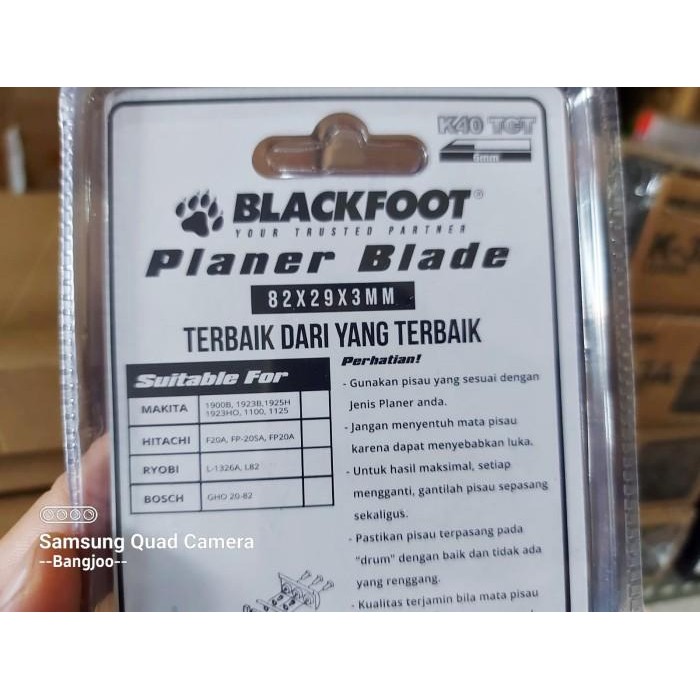 K40 TCT
6mm
BLACKFOOT®
YOUR TRUSTED PARTNER
Planer Blade
82X29X3MM
TERBAIK DARI YANG TERBAIK
Suitable For
MAKITA 1900B, 1923B,1925H
1923HO, 1100, 1125
HITACHI F20A, FP-20SA, FP20A
RYOBI L-1326A, L82
BOSCH GHO 20-82
Perhatian!
- Gunakan pisau yang sesuai dengan
Jenis Planer anda.
- Jangan menyentuh mata pisau
karena dapat menyebabkan luka.
- Untuk hasil maksimal, setiap
mengganti, gantilah pisau sepasang
sekaligus.
- Pastikan pisau terpasang pada
"drum" dengan baik dan tidak ada
yang renggang.
- Kualitas terjamin bila mata pisau
Samsung Quad Camera
--Bangjoo--